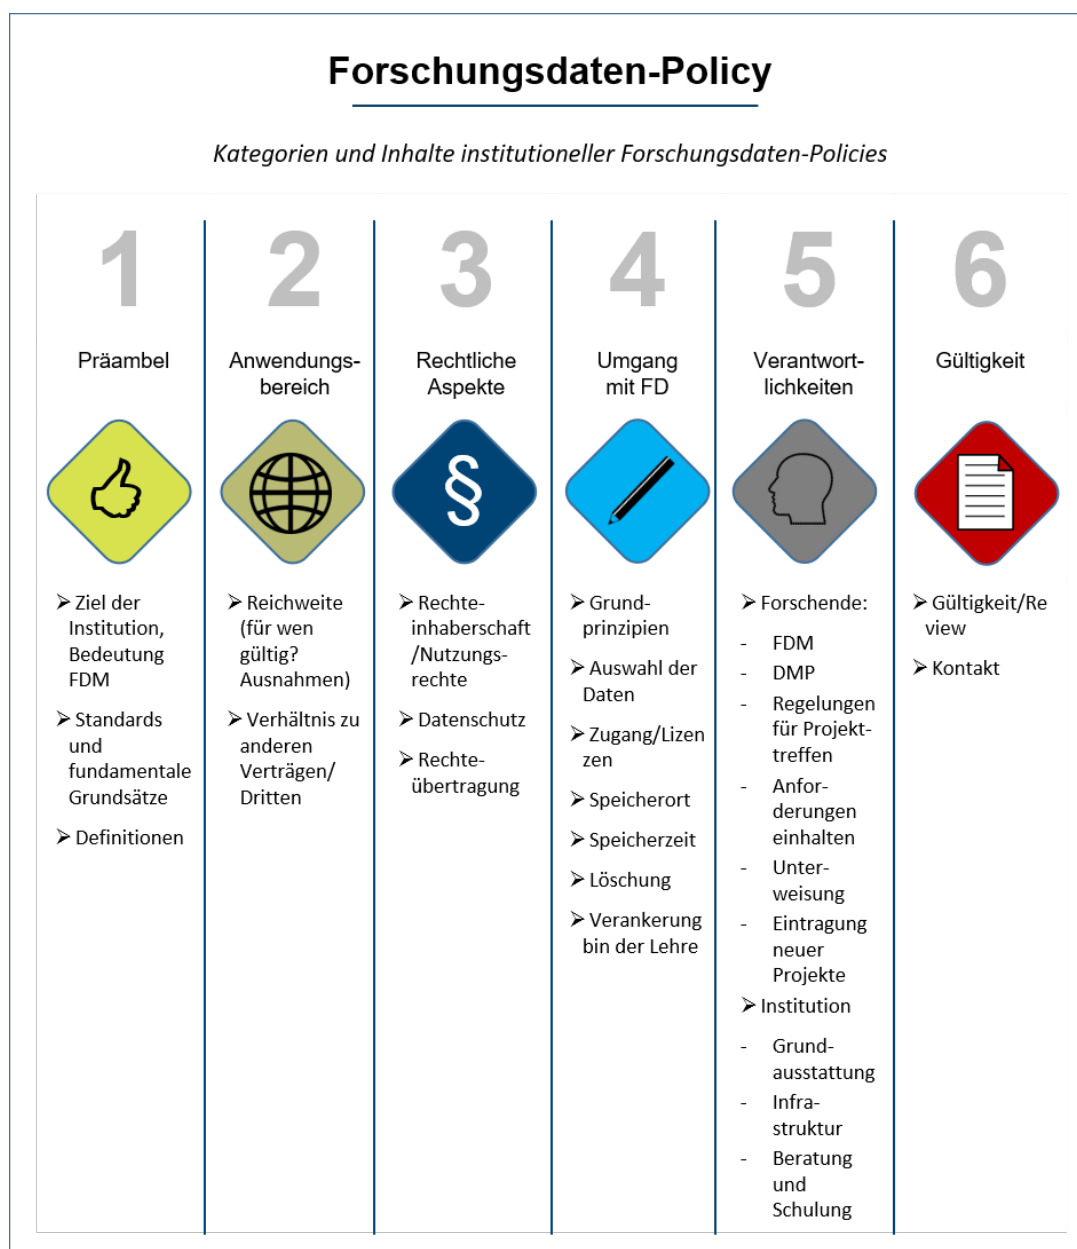 Forschungsdaten-Policy
Kategorien und Inhalte institutioneller Forschungsdaten-Policies
1
Präambel
➢ Ziel der
Institution,
Bedeutung
FDM
➢ Standards
und
fundamentale
Grundsätze
➢ Definitionen
2
Anwendungs-
bereich
➢ Reichweite
(für wen
gültig?
Ausnahmen)
➢ Verhältnis zu
anderen
Verträgen/
Dritten
3
Rechtliche
Aspekte
§
➢ Rechte-
inhaberschaft
/Nutzungs-
rechte
➢ Datenschutz
➢ Rechte-
übertragung
4
Umgang
mit FD
➢ Grund-
prinzipien
➢ Auswahl der
Daten
➢ Zugang/Lizen
zen
➢ Speicherort
➢ Speicherzeit
➢ Löschung
➢ Verankerung
bin der Lehre
5
Verantwort-
lichkeiten
➢ Forschende:
- FDM
- DMP
- Regelungen
für Projekt-
treffen
- Anfor-
derungen
einhalten
- Unter-
weisung
- Eintragung
neuer
Projekte
➢ Institution
- Grund-
ausstattung
- Infra-
struktur
- Beratung
und
Schulung
6
Gültigkeit
➢ Gültigkeit/Re
view
➢ Kontakt